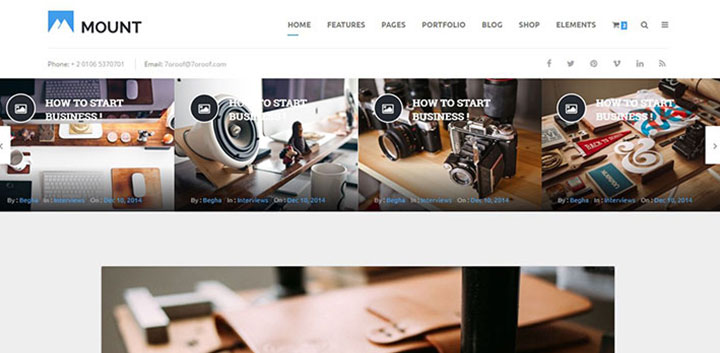 MOUNT
HOME FEATURES PAGES PORTFOLIO BLOG SHOP ELEMENTS
Phone: + 2 0106 5370701 Email: 7oroof@7oroof.com
HOW TO START
BUSINESS !
HOW TO START
BUSINESS !
HOW TO START
BUSINESS !
HOW TO START
BUSINESS !
By : Begha In : Interviews On : Dec 10, 2014
By : Begha In : Interviews On : Dec 10, 2014
By : Begha In : Interviews On : Dec 10, 2014
By : Begha In : Interviews On : Dec 10, 2014